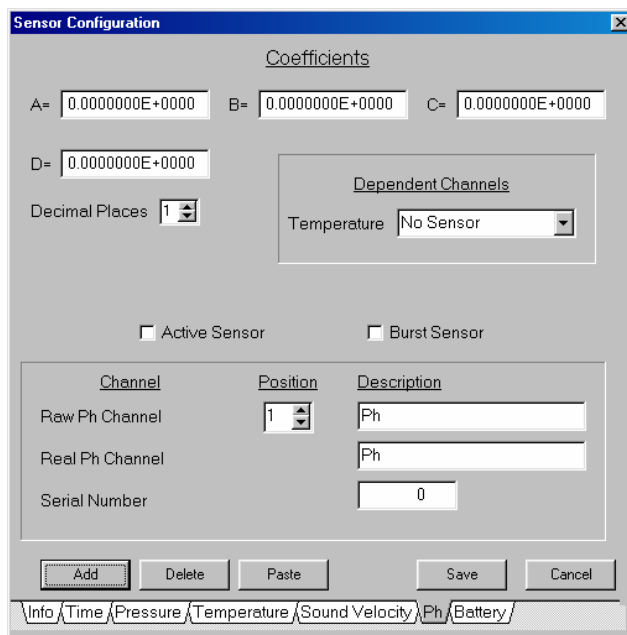 Sensor Configuration
Coefficients
A= 0.0000000E+0000 B= 0.0000000E+0000 C= 0.0000000E+0000
D= 0.0000000E+0000
Decimal Places 1
Dependent Channels
Temperature No Sensor
Active Sensor Burst Sensor
Channel Position Description
Raw Ph Channel 1 Ph
Real Ph Channel Ph
Serial Number 0
Add Delete Paste Save Cancel
Info Time Pressure Temperature Sound Velocity Ph Battery